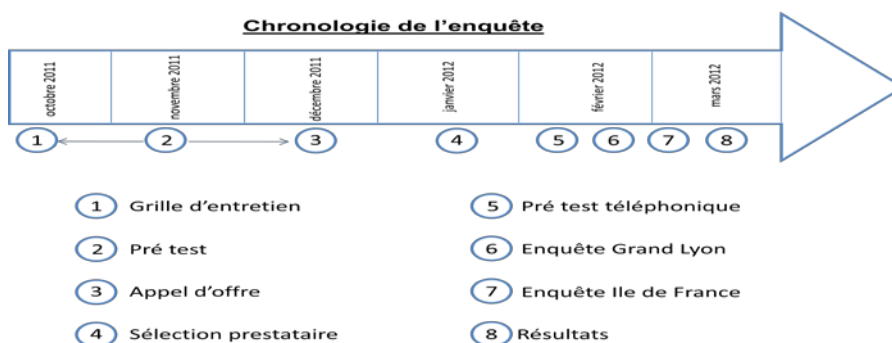 Chronologie de l'enquête
octobre 2011
novembre 2011
décembre 2011
janvier 2012
février 2012
mars 2012
1 2 3 4 5 6 7 8
1 Grille d'entretien
2 Pré test
3 Appel d'offre
4 Sélection prestataire
5 Pré test téléphonique
6 Enquête Grand Lyon
7 Enquête Ile de France
8 Résultats